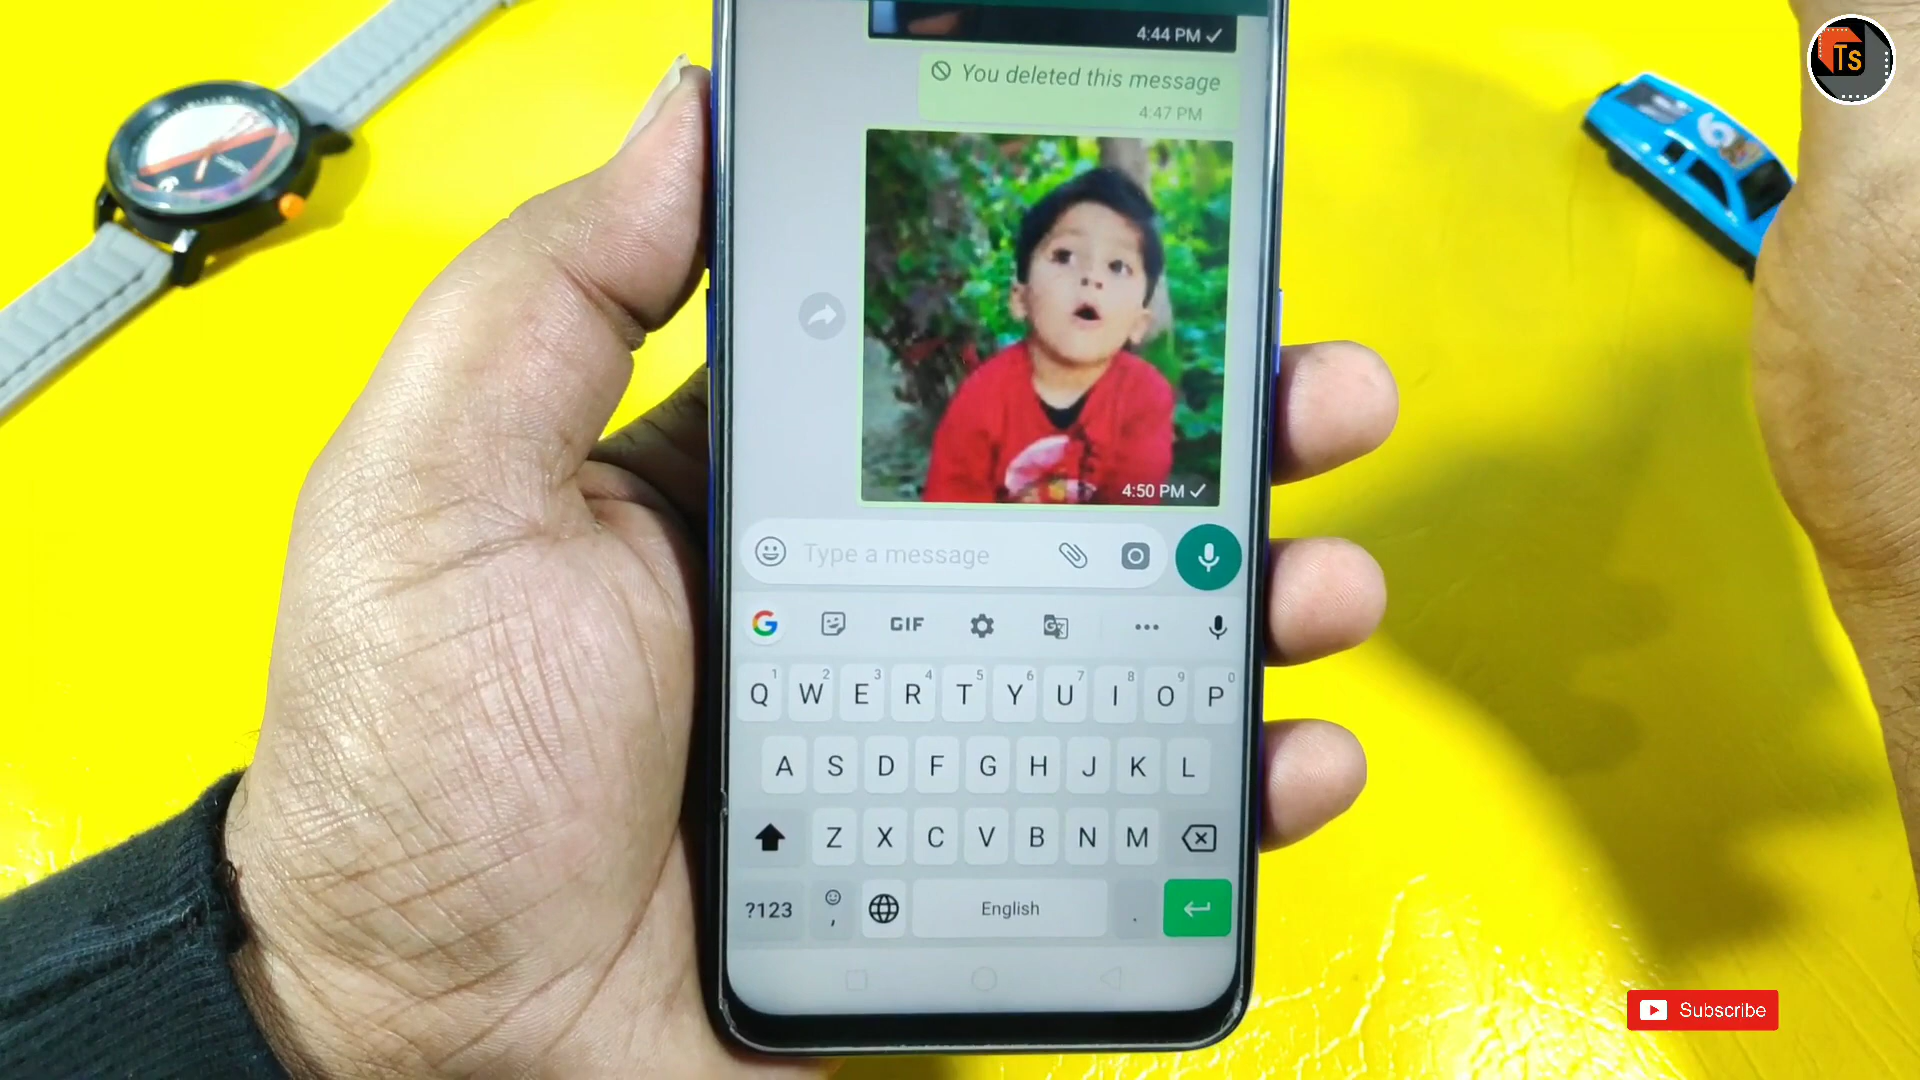 Ts
4:44 PM
You deleted this message
4:47 PM
6
4:50 PM
Type a message
GIF
1 2 3 4 5 6 7 8 9 0
Q W E R T Y U I O P
A S D F G H J K L
Z X C V B N M
?123 , English .
Subscribe